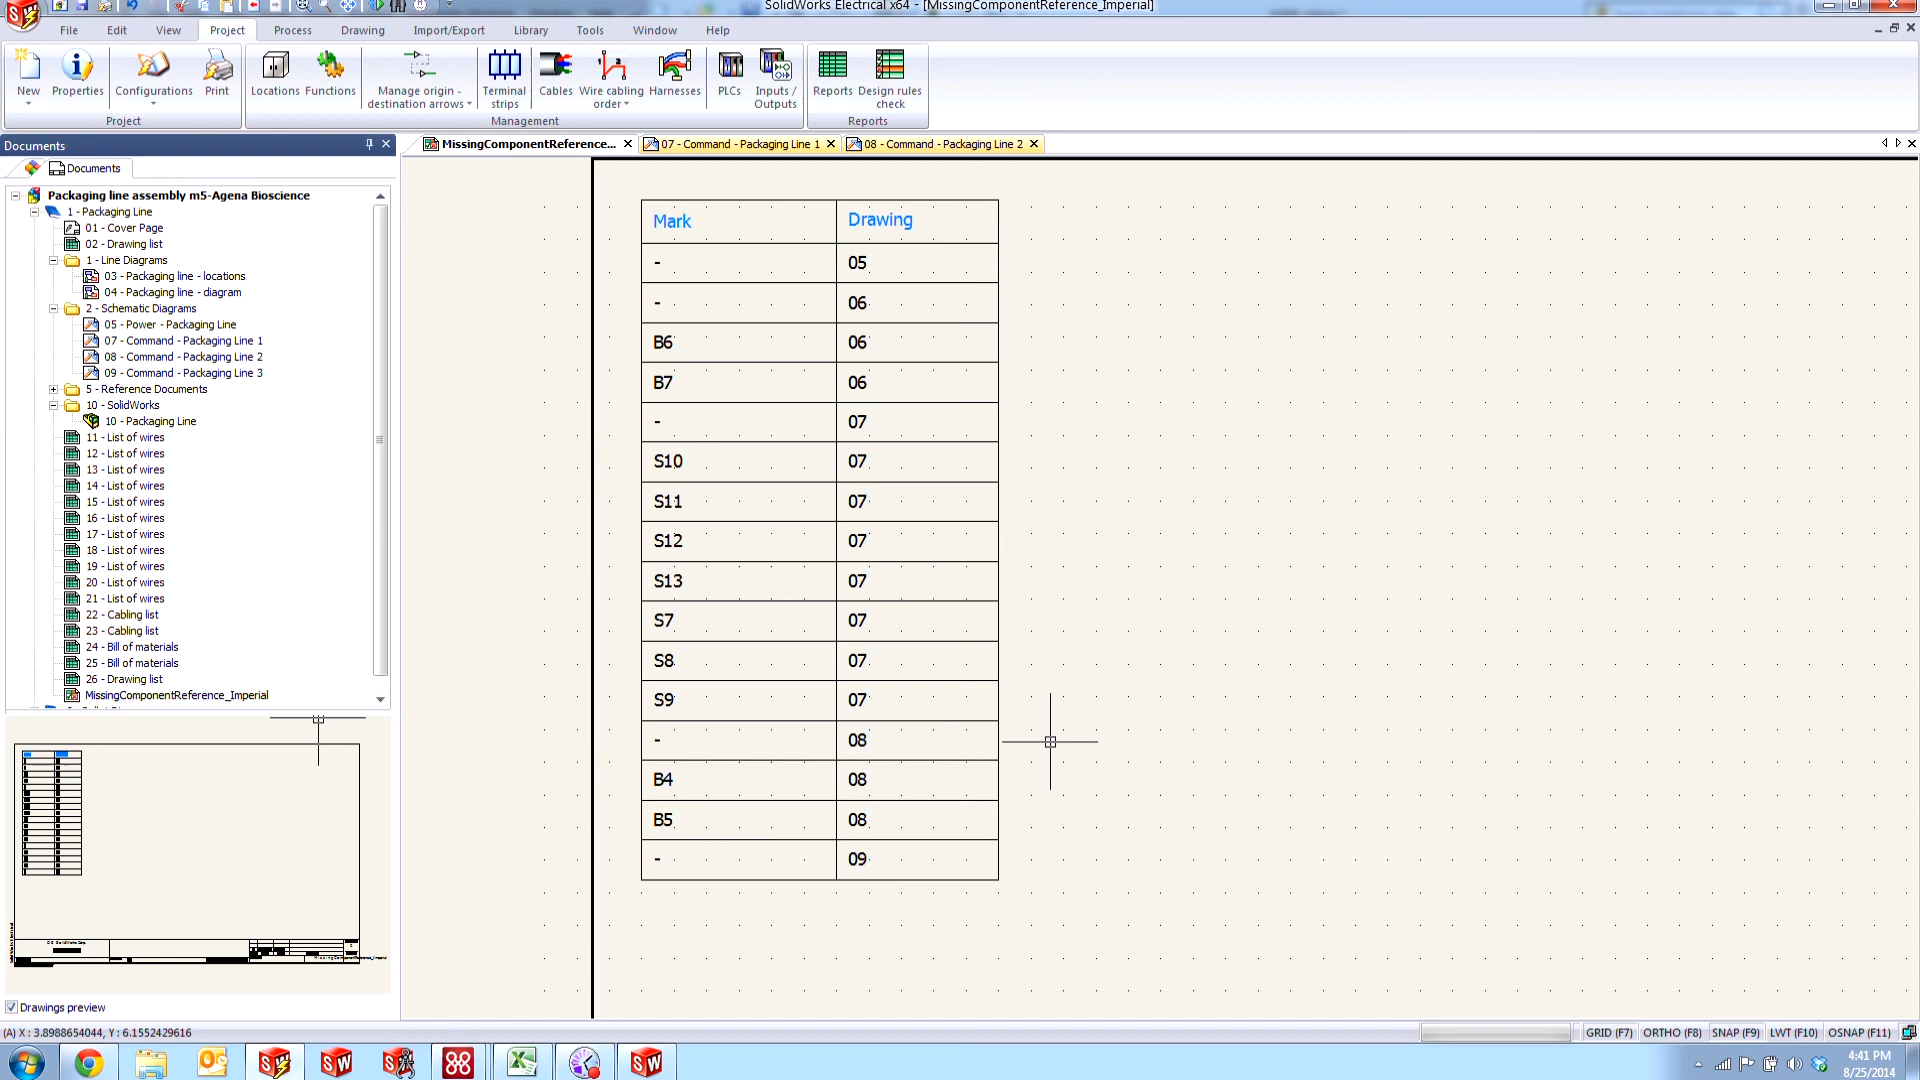 SolidWorks Electrical x64 - [MissingComponentReference_Imperial]
File Edit View Project Process Drawing Import/Export Library Tools Window Help
New Properties Configurations Print Locations Functions Manage origin - destination arrows Terminal strips Cables Wire cabling order Harnesses PLCs Inputs / Outputs Reports Design rules check
Project Management Reports
Documents
MissingComponentReference... 07 - Command - Packaging Line 1 08 - Command - Packaging Line 2
Documents
Packaging line assembly m5-Agena Bioscience
1 - Packaging Line
01 - Cover Page
02 - Drawing list
1 - Line Diagrams
03 - Packaging line - locations
04 - Packaging line - diagram
2 - Schematic Diagrams
05 - Power - Packaging Line
07 - Command - Packaging Line 1
08 - Command - Packaging Line 2
09 - Command - Packaging Line 3
5 - Reference Documents
10 - SolidWorks
10 - Packaging Line
11 - List of wires
12 - List of wires
13 - List of wires
14 - List of wires
15 - List of wires
16 - List of wires
17 - List of wires
18 - List of wires
19 - List of wires
20 - List of wires
21 - List of wires
22 - Cabling list
23 - Cabling list
24 - Bill of materials
25 - Bill of materials
26 - Drawing list
MissingComponentReference_Imperial
Mark Drawing
- 05
- 06
B6 06
B7 06
- 07
S10 07
S11 07
S12 07
S13 07
S7 07
S8 07
S9 07
- 08
B4 08
B5 08
- 09
Drawings preview
(A) X : 3.8988654044, Y : 6.1552429616
GRID (F7) ORTHO (F8) SNAP (F9) LWT (F10) OSNAP (F11)
4:41 PM
8/25/2014